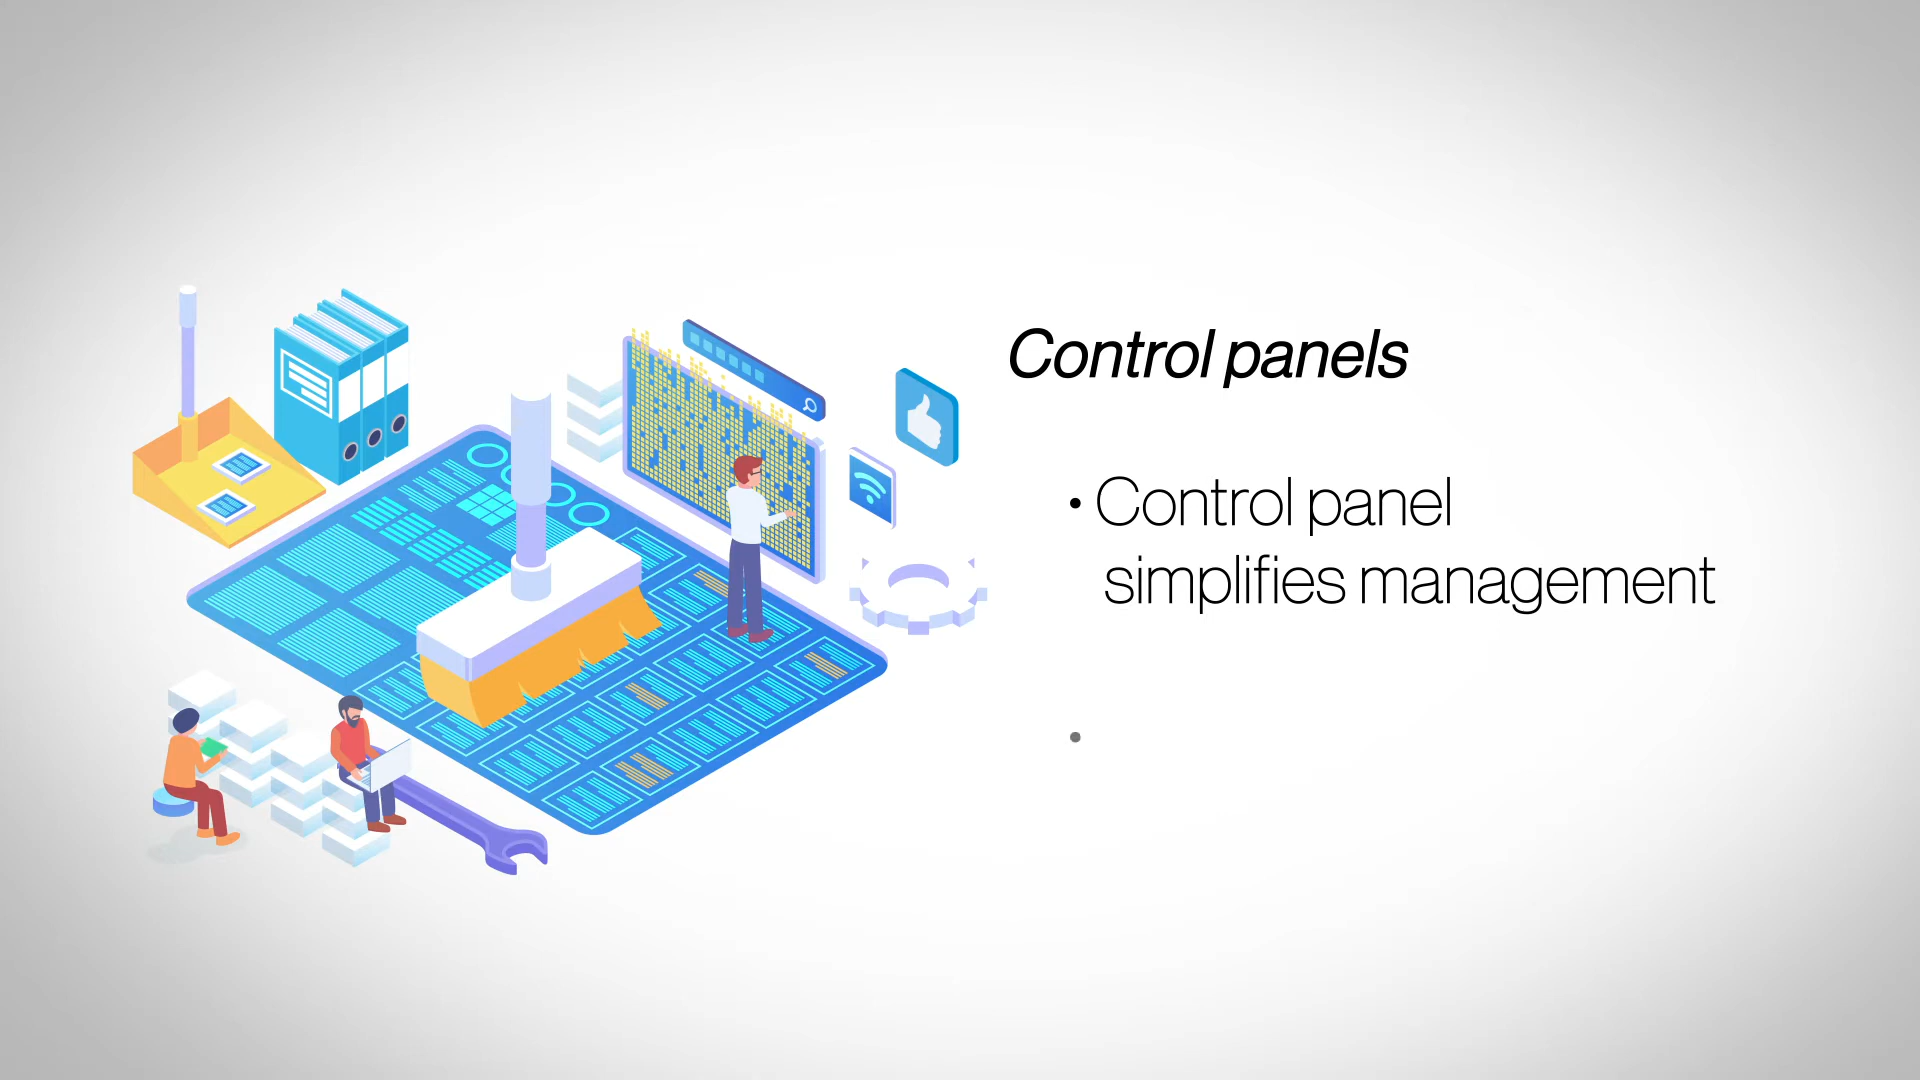 Control panels
• Control panel
simplifies management
•